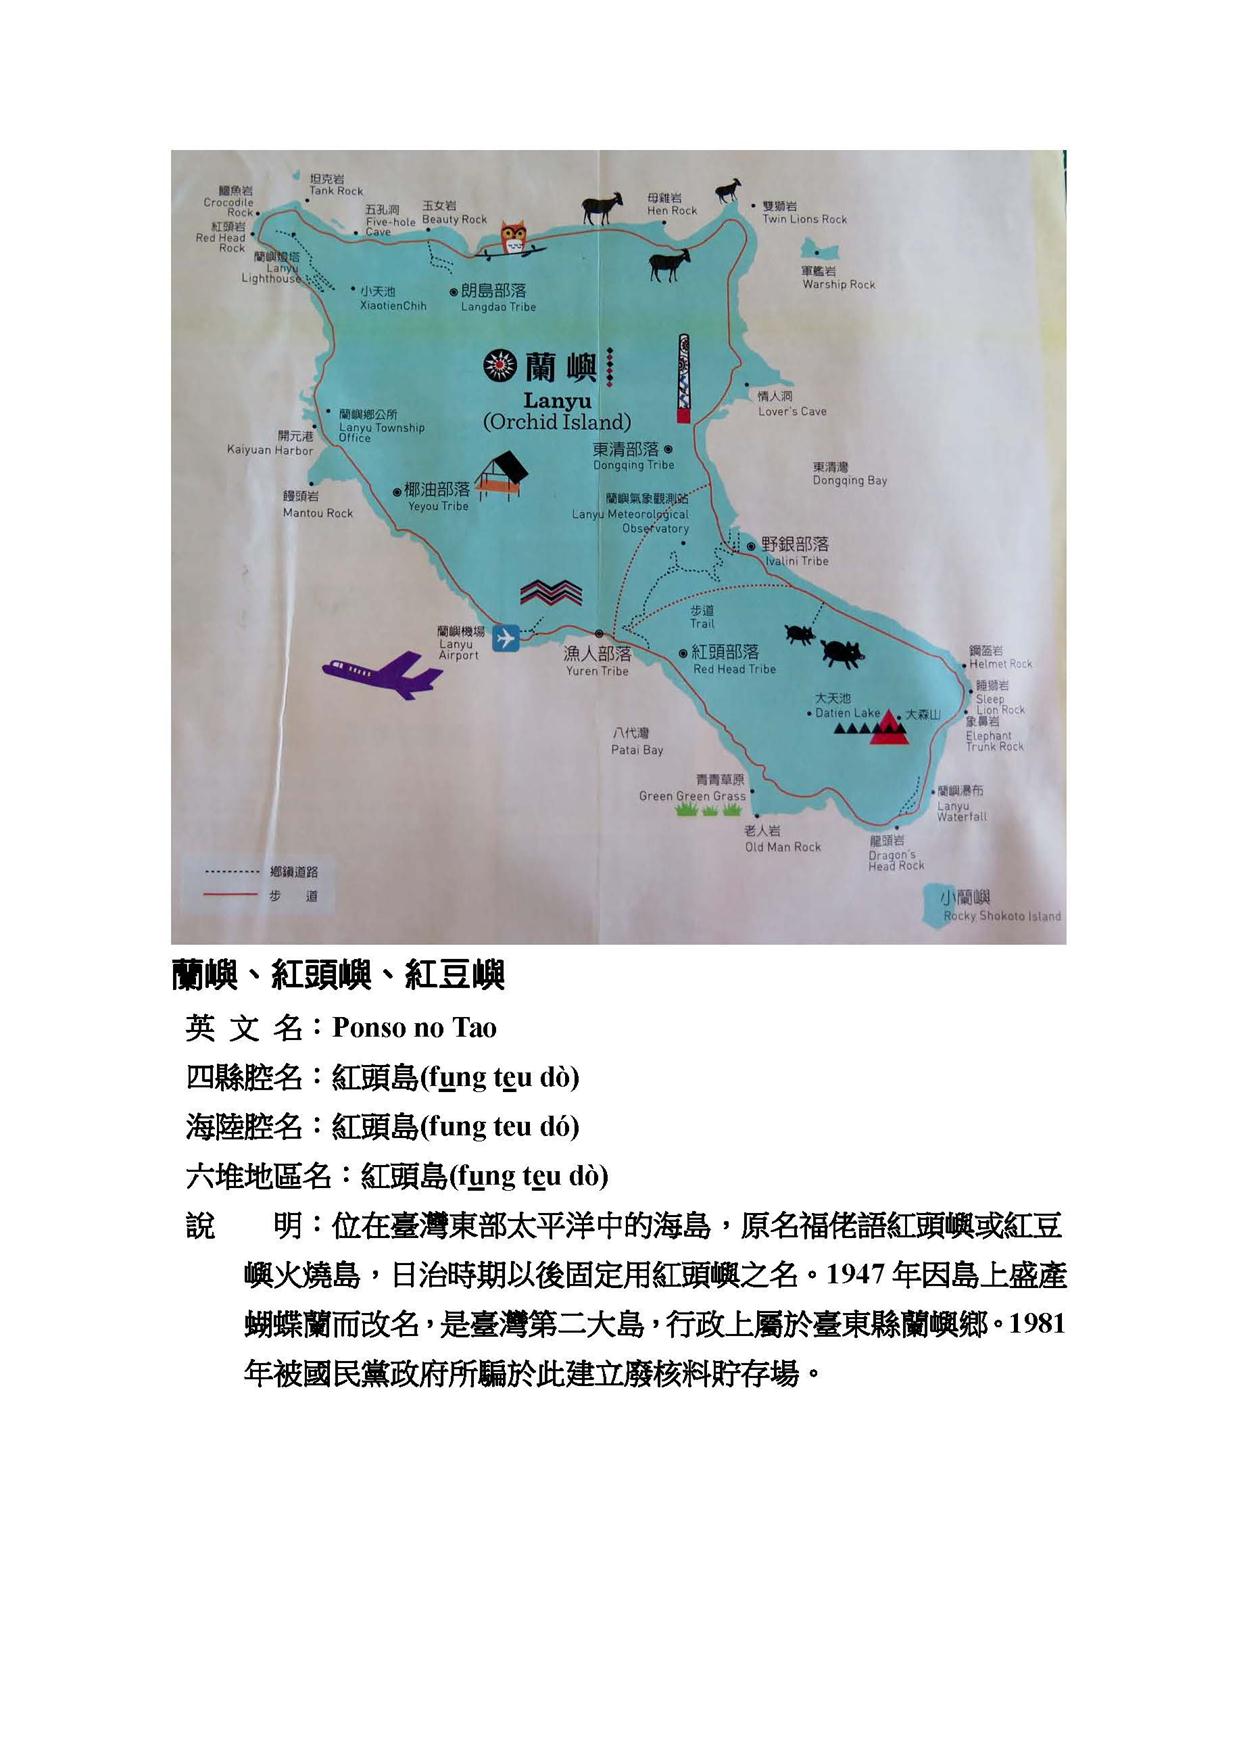 坦克岩
Tank Rock
鱷魚岩
Crocodile
Rock
紅頭岩
Red Head
Rock
五孔洞
Five-hole
Cave
玉女岩
Beauty Rock
母雞岩
Hen Rock
雙獅岩
Twin Lions Rock
軍艦岩
Warship Rock
蘭嶼燈塔
Lanyu
Lighthouse
小天池
XiaotienChih
朗島部落
Langdao Tribe
蘭嶼
Lanyu
(Orchid Island)
情人洞
Lover's Cave
蘭嶼鄉公所
Lanyu Township
Office
開元港
Kaiyuan Harbor
東清部落
Dongqing Tribe
東清灣
Dongqing Bay
饅頭岩
Mantou Rock
椰油部落
Yeyou Tribe
蘭嶼氣象觀測站
Lanyu Meteorological
Observatory
野銀部落
Ivalini Tribe
步道
Trail
蘭嶼機場
Lanyu
Airport
漁人部落
Yuren Tribe
紅頭部落
Red Head Tribe
鋼盔岩
Helmet Rock
睡獅岩
Sleep
Lion Rock
象鼻岩
Elephant
Trunk Rock
大天池
Datien Lake
大森山
八代灣
Patai Bay
青青草原
Green Green Grass
老人岩
Old Man Rock
蘭嶼瀑布
Lanyu
Waterfall
龍頭岩
Dragon's
Head Rock
鄉鎮道路
步 道
小蘭嶼
Rocky Shokoto Island
蘭嶼、紅頭嶼、紅豆嶼
英 文 名：Ponso no Tao
四縣腔名：紅頭島(fung teu dò)
海陸腔名：紅頭島(fung teu dó)
六堆地區名：紅頭島(fung teu dò)
說　　明：位在臺灣東部太平洋中的海島，原名福佬語紅頭嶼或紅豆
嶼火燒島，日治時期以後固定用紅頭嶼之名。1947 年因島上盛產
蝴蝶蘭而改名，是臺灣第二大島，行政上屬於臺東縣蘭嶼鄉。1981
年被國民黨政府所騙於此建立廢核料貯存場。